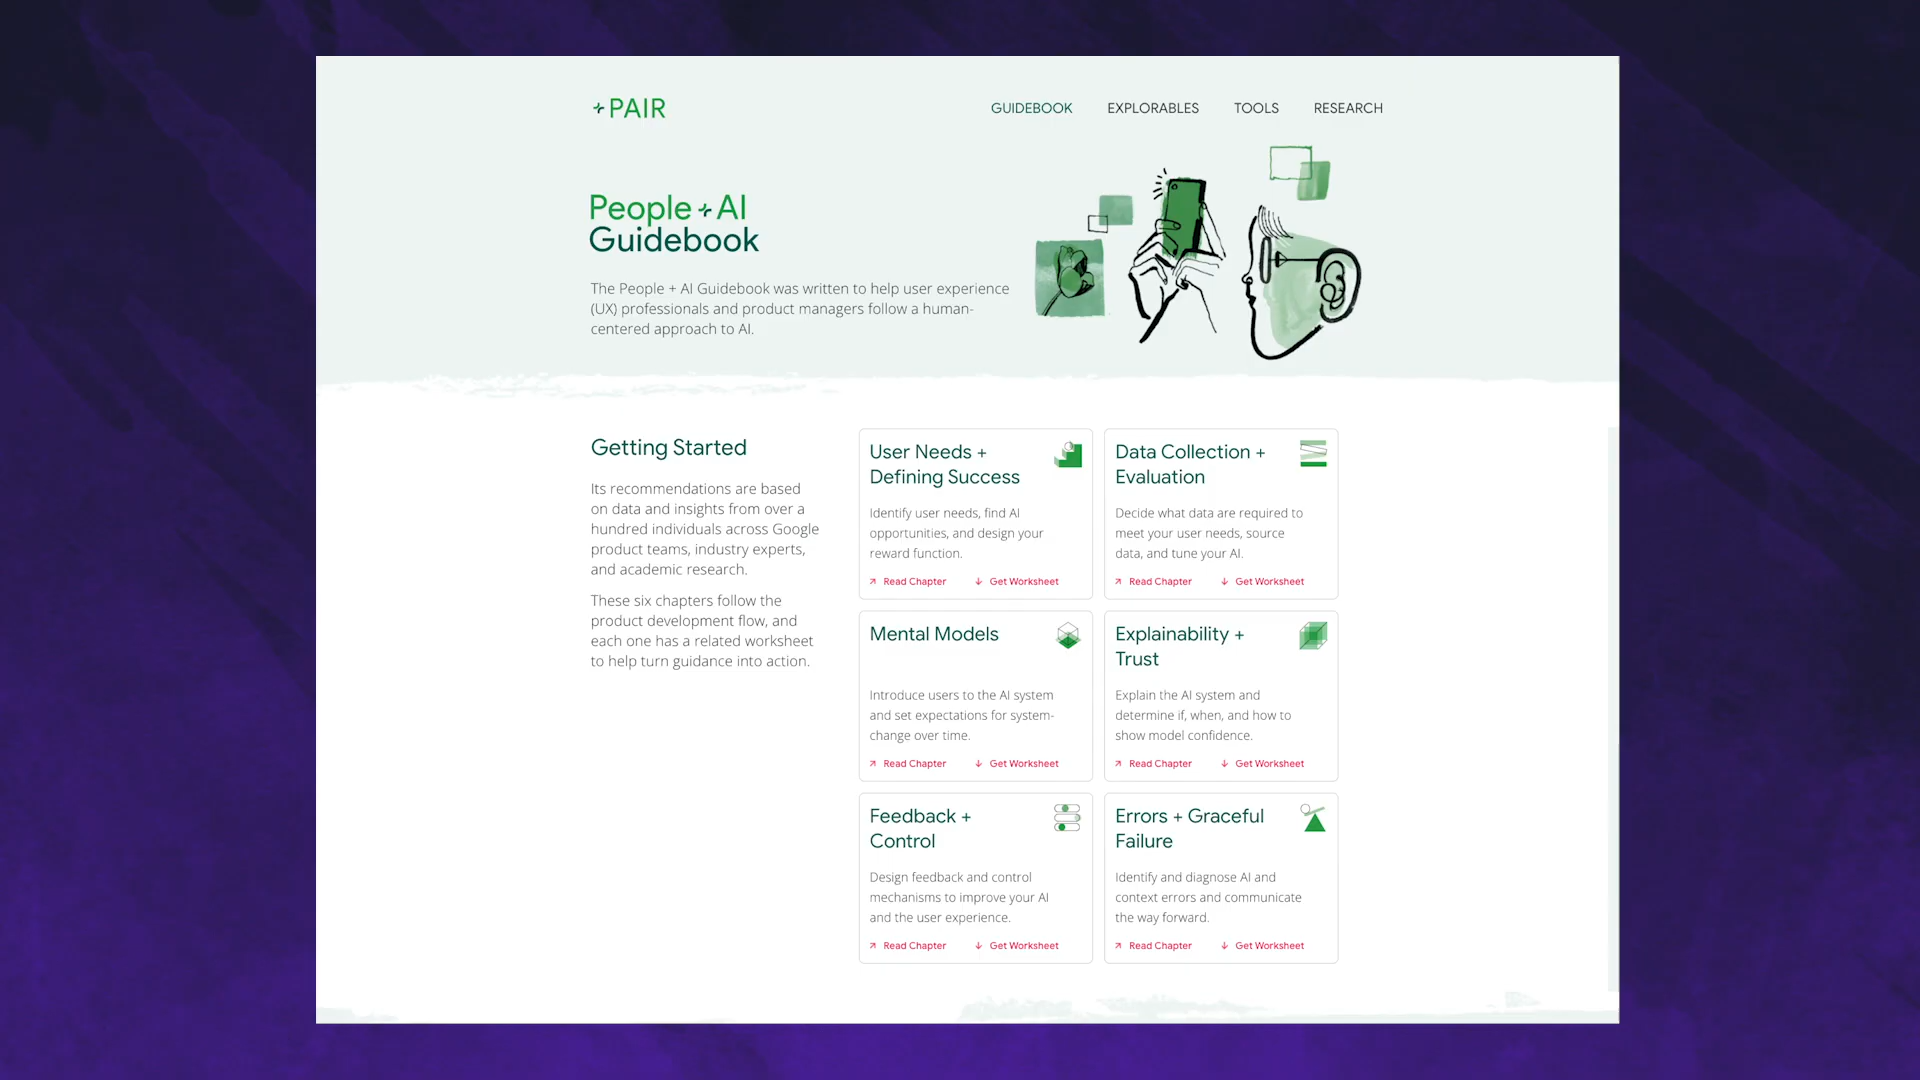 PAIR
GUIDEBOOK
EXPLORABLES
TOOLS
RESEARCH
People + AI
Guidebook
The People + AI Guidebook was written to help user experience
(UX) professionals and product managers follow a human-
centered approach to AI.
Getting Started
Its recommendations are based
on data and insights from over a
hundred individuals across Google
product teams, industry experts,
and academic research.
These six chapters follow the
product development flow, and
each one has a related worksheet
to help turn guidance into action.
User Needs +
Defining Success
Identify user needs, find AI
opportunities, and design your
reward function.
Read Chapter
Get Worksheet
Data Collection +
Evaluation
Decide what data are required to
meet your user needs, source
data, and tune your AI.
Read Chapter
Get Worksheet
Mental Models
Introduce users to the AI system
and set expectations for system-
change over time.
Read Chapter
Get Worksheet
Explainability +
Trust
Explain the AI system and
determine if, when, and how to
show model confidence.
Read Chapter
Get Worksheet
Feedback +
Control
Design feedback and control
mechanisms to improve your AI
and the user experience.
Read Chapter
Get Worksheet
Errors + Graceful
Failure
Identify and diagnose AI and
context errors and communicate
the way forward.
Read Chapter
Get Worksheet